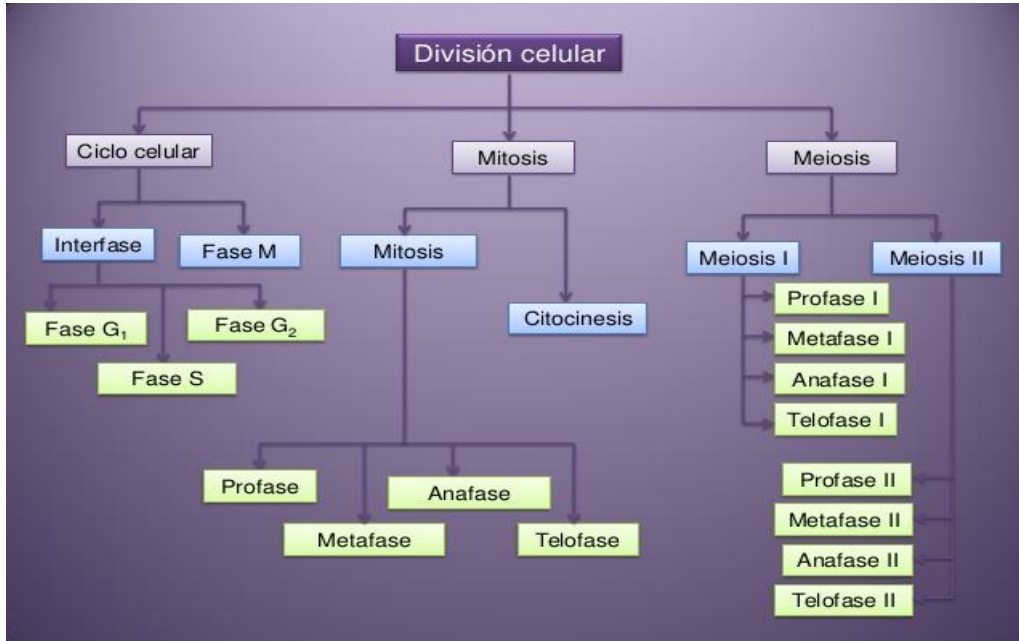 División celular
Ciclo celular
Mitosis
Meiosis
Interfase
Fase M
Mitosis
Citocinesis
Meiosis I
Meiosis II
Fase G₁
Fase G₂
Fase S
Profase
Metafase
Anafase
Telofase
Profase I
Metafase I
Anafase I
Telofase I
Profase II
Metafase II
Anafase II
Telofase II